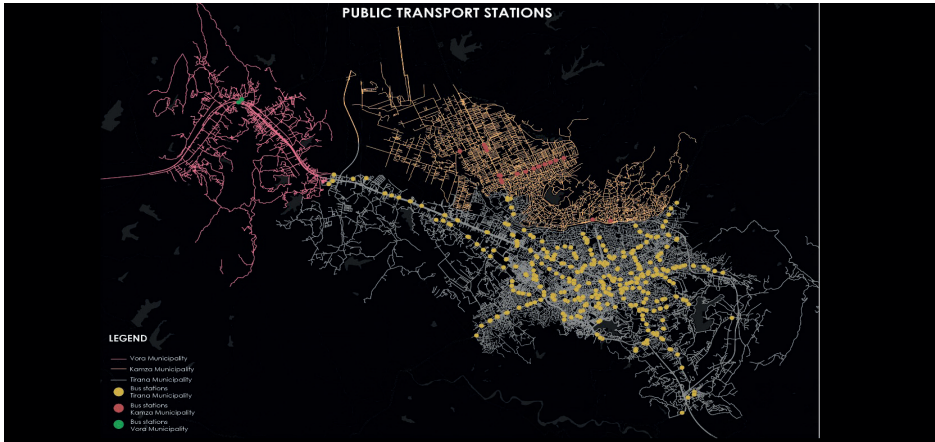 PUBLIC TRANSPORT STATIONS
LEGEND
Vora Municipality
Kamza Municipality
Tirana Municipality
Bus stations
Tirana Municipality
Bus stations
Kamza Municipality
Bus stations
Vora Municipality